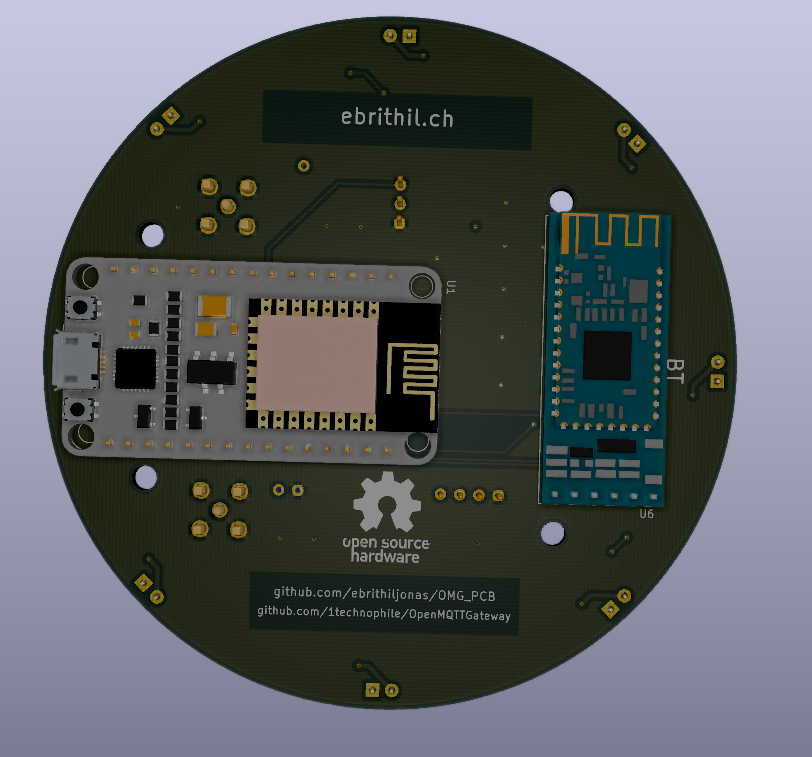 ebrithil.ch
U1
BT
U6
open source
hardware
github.com/ebrithiljonas/OMG_PCB
github.com/1technophile/OpenMQTTGateway